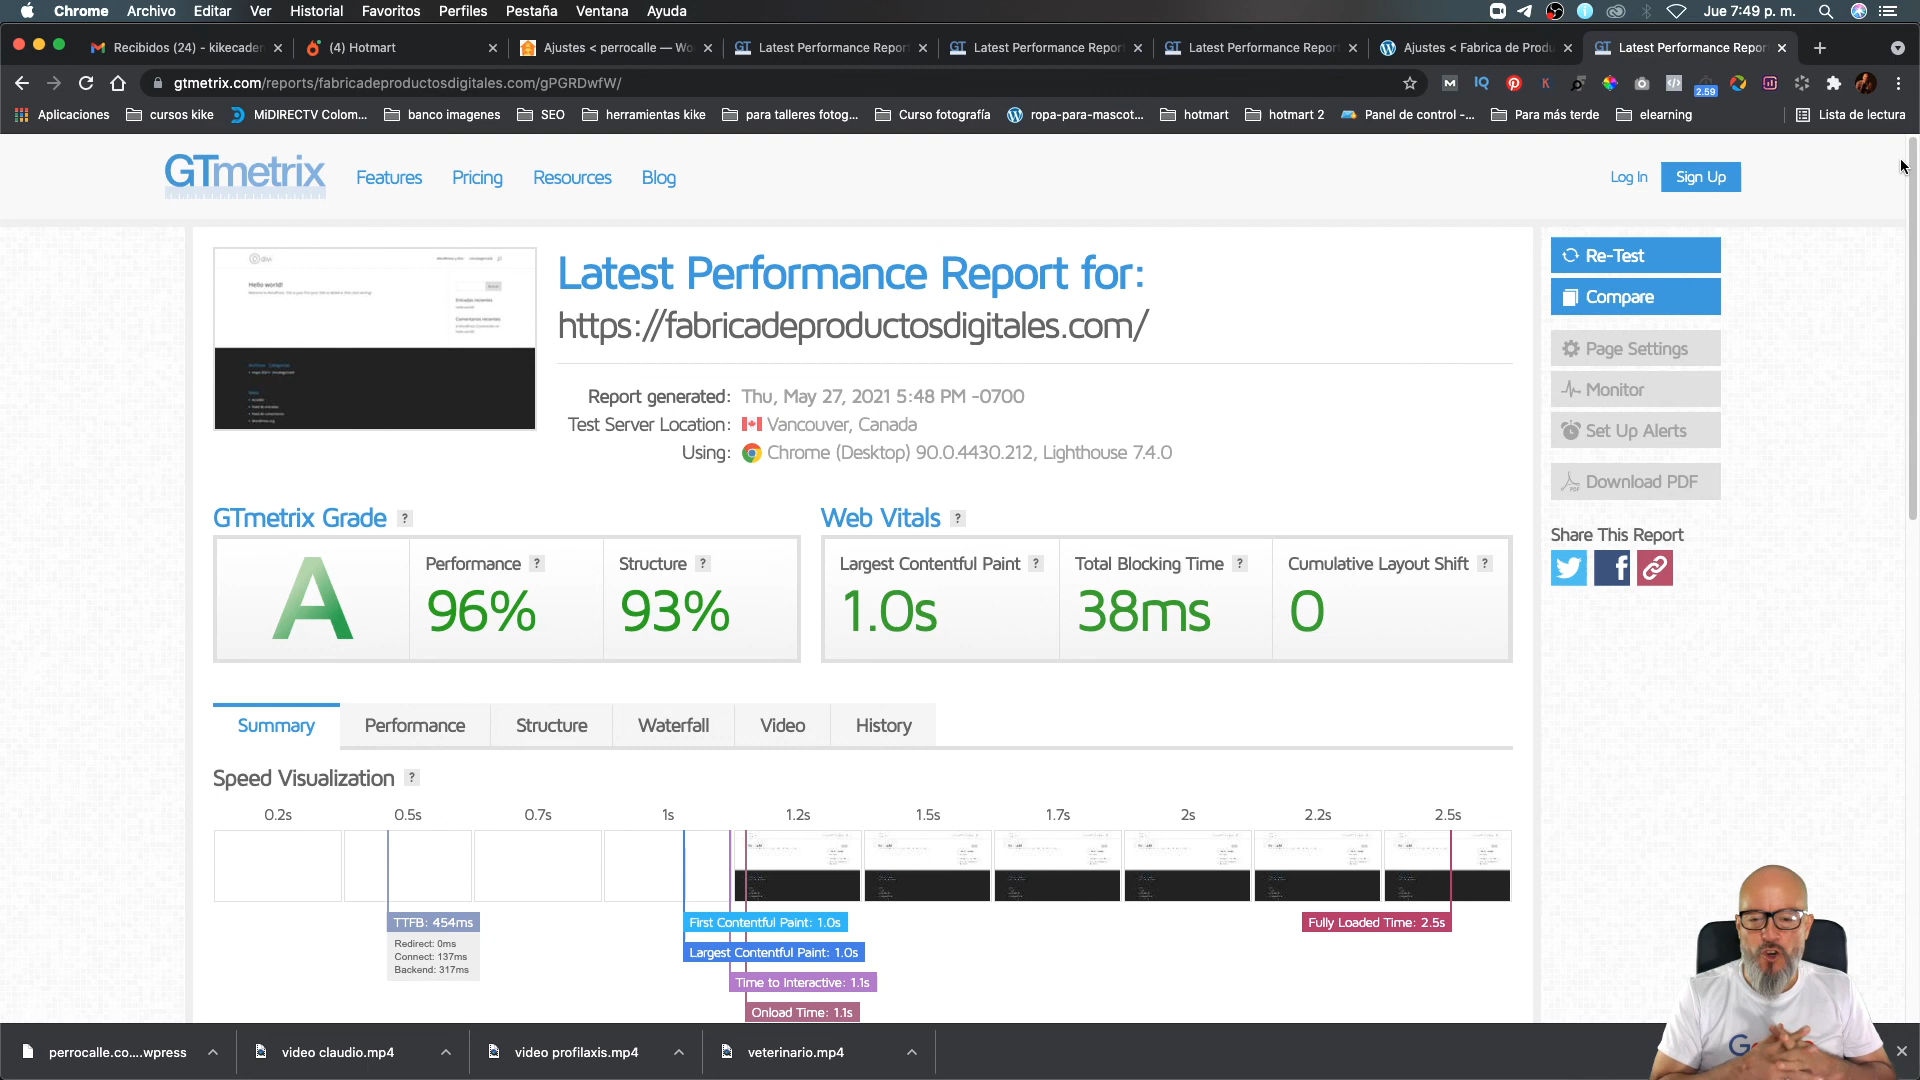 Chrome Archivo Editar Ver Historial Favoritos Perfiles Pestaña Ventana Ayuda Jue 7:49 p. m.
Recibidos (24) - kikecaden (4) Hotmart Ajustes < perrocalle — Wo Latest Performance Repor Latest Performance Repor Latest Performance Repor Ajustes < Fabrica de Produ Latest Performance Repor
gtmetrix.com/reports/fabricadeproductosdigitales.com/gPGRDwfW/ 2.59
Aplicaciones cursos kike MiDIRECTV Colom... banco imagenes SEO herramientas kike para talleres fotog... Curso fotografía ropa-para-mascot... hotmart hotmart 2 Panel de control -... Para más terde elearning Lista de lectura
GTmetrix Features Pricing Resources Blog Log In Sign Up
Hello world!
Latest Performance Report for:
https://fabricadeproductosdigitales.com/
Report generated: Thu, May 27, 2021 5:48 PM -0700
Test Server Location: Vancouver, Canada
Using: Chrome (Desktop) 90.0.4430.212, Lighthouse 7.4.0
Re-Test
Compare
Page Settings
Monitor
Set Up Alerts
Download PDF
Share This Report
GTmetrix Grade ? Web Vitals ?
A
Performance ? Structure ? Largest Contentful Paint ? Total Blocking Time ? Cumulative Layout Shift ?
96% 93% 1.0s 38ms 0
Summary Performance Structure Waterfall Video History
Speed Visualization ?
0.2s 0.5s 0.7s 1s 1.2s 1.5s 1.7s 2s 2.2s 2.5s
TTFB: 454ms
Redirect: 0ms
Connect: 137ms
Backend: 317ms
First Contentful Paint: 1.0s
Largest Contentful Paint: 1.0s
Time to Interactive: 1.1s
Onload Time: 1.1s
Fully Loaded Time: 2.5s
perrocalle.co....wpress video claudio.mp4 video profilaxis.mp4 veterinario.mp4